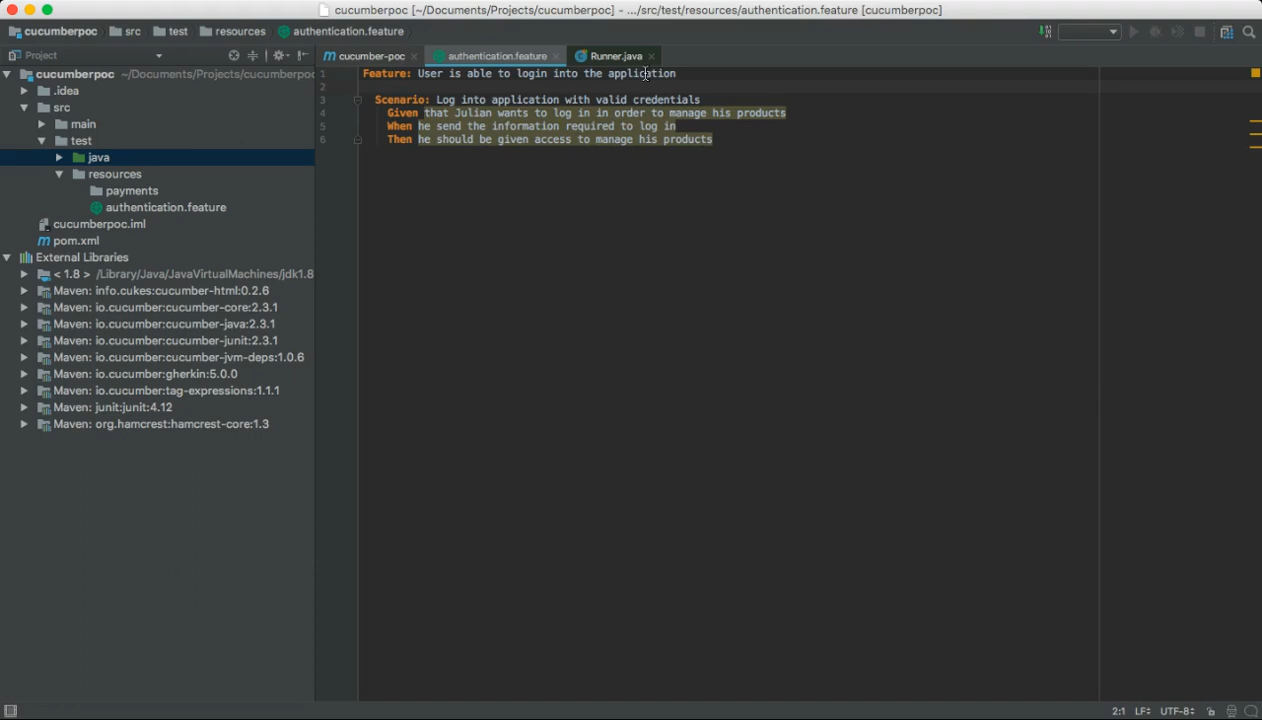 cucumberpoc [~/Documents/Projects/cucumberpoc] - .../src/test/resources/authentication.feature [cucumberpoc]
cucumberpoc src test resources authentication.feature
Project
cucumber-poc authentication.feature Runner.java
cucumberpoc ~/Documents/Projects/cucumberpoc
.idea
src
main
test
java
resources
payments
authentication.feature
cucumberpoc.iml
pom.xml
External Libraries
< 1.8 > /Library/Java/JavaVirtualMachines/jdk1.8
Maven: info.cukes:cucumber-html:0.2.6
Maven: io.cucumber:cucumber-core:2.3.1
Maven: io.cucumber:cucumber-java:2.3.1
Maven: io.cucumber:cucumber-junit:2.3.1
Maven: io.cucumber:cucumber-jvm-deps:1.0.6
Maven: io.cucumber:gherkin:5.0.0
Maven: io.cucumber:tag-expressions:1.1.1
Maven: junit:junit:4.12
Maven: org.hamcrest:hamcrest-core:1.3
1 Feature: User is able to login into the application
2
3 Scenario: Log into application with valid credentials
4 Given that Julian wants to log in in order to manage his products
5 When he send the information required to log in
6 Then he should be given access to manage his products
2:1 LF UTF-8